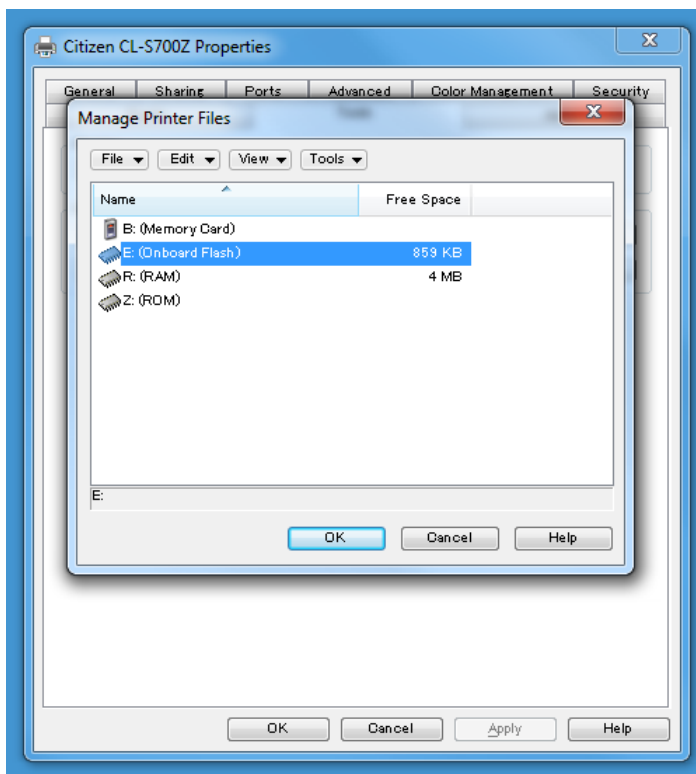 Citizen CL-S700Z Properties
General Sharing Ports Advanced Color Management Security
Manage Printer Files
File Edit View Tools
Name Free Space
B: (Memory Card)
E: (Onboard Flash) 859 KB
R: (RAM) 4 MB
Z: (ROM)
E:
OK Cancel Help
OK Cancel Apply Help